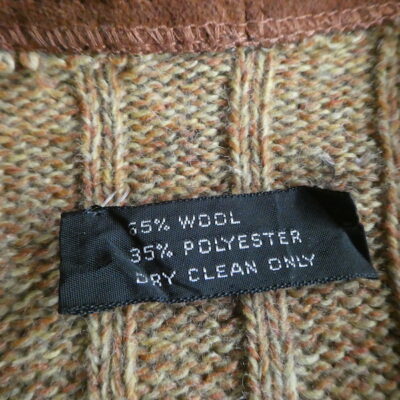 65% WOOL
35% POLYESTER
DRY CLEAN ONLY